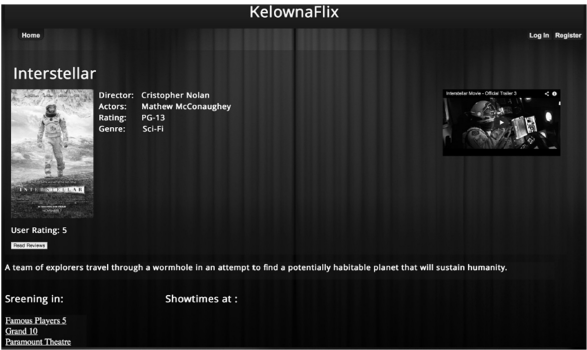 KelownaFlix
Home
Log In Register
Interstellar
Director: Cristopher Nolan
Actors: Mathew McConaughey
Rating: PG-13
Genre: Sci-Fi
Interstellar Movie - Official Trailer 3
INTERSTELLAR
User Rating: 5
Read Reviews
A team of explorers travel through a wormhole in an attempt to find a potentially habitable planet that will sustain humanity.
Sreening in:
Showtimes at :
Famous Players 5
Grand 10
Paramount Theatre